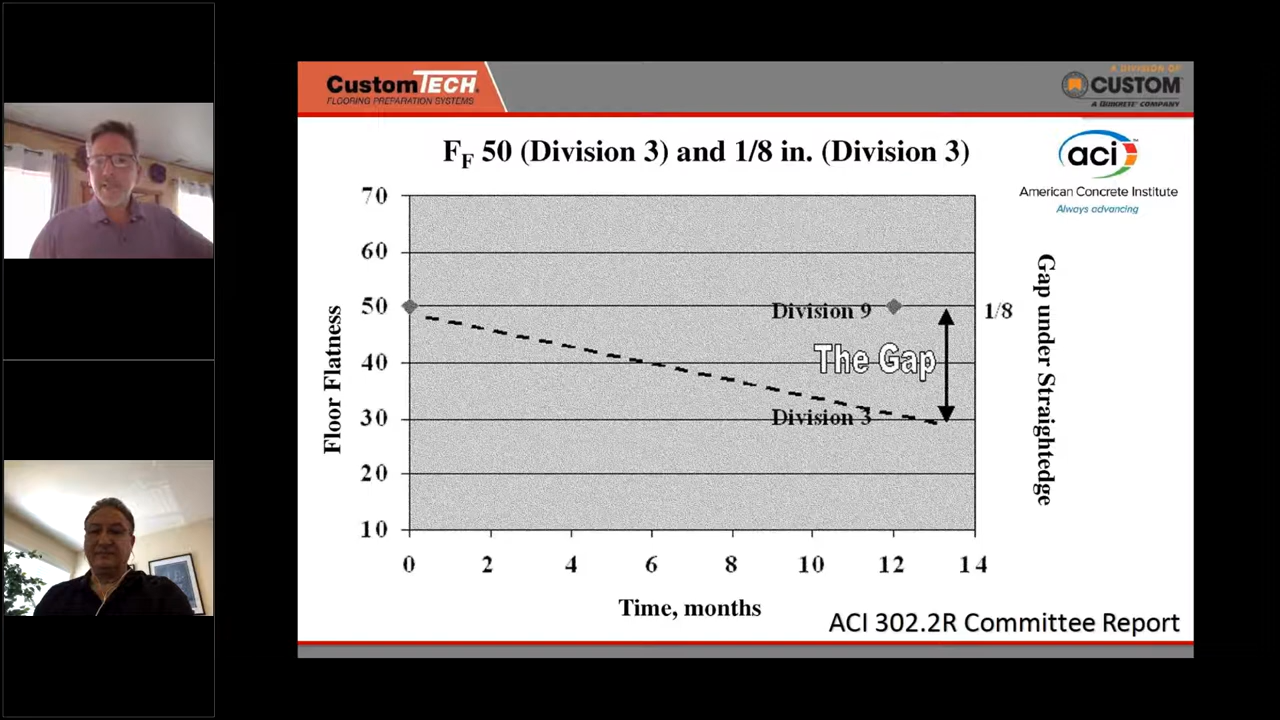 CUSTOMTECH
FLOORING PREPARATION SYSTEMS
A DIVISION OF
CUSTOM
A QUIKRETE COMPANY
FF 50 (Division 3) and 1/8 in. (Division 3)
aci
American Concrete Institute
Always advancing
70
60
50
40
30
20
10
Floor Flatness
Division 9
The Gap
Division 3
1/8
Gap under Straightedge
0 2 4 6 8 10 12 14
Time, months
ACI 302.2R Committee Report